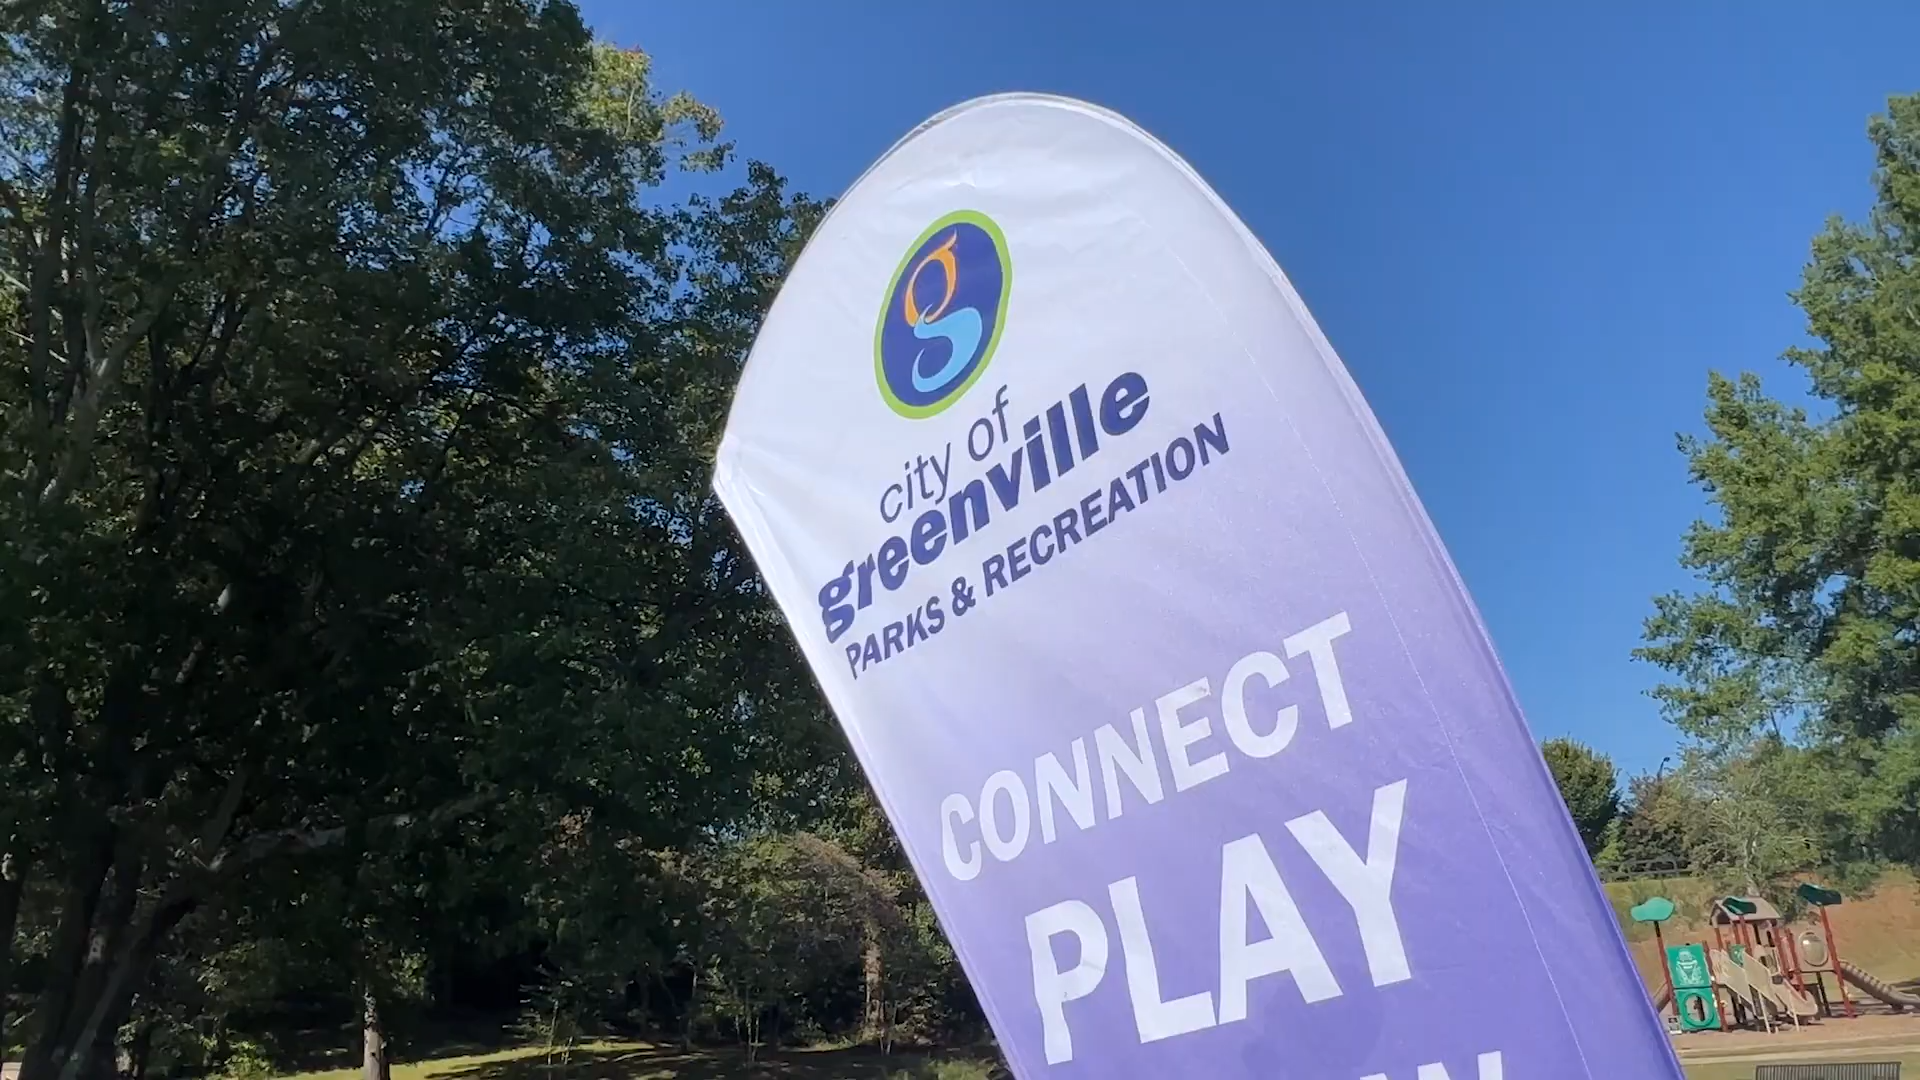 city of
greenville
PARKS & RECREATION
CONNECT
PLAY